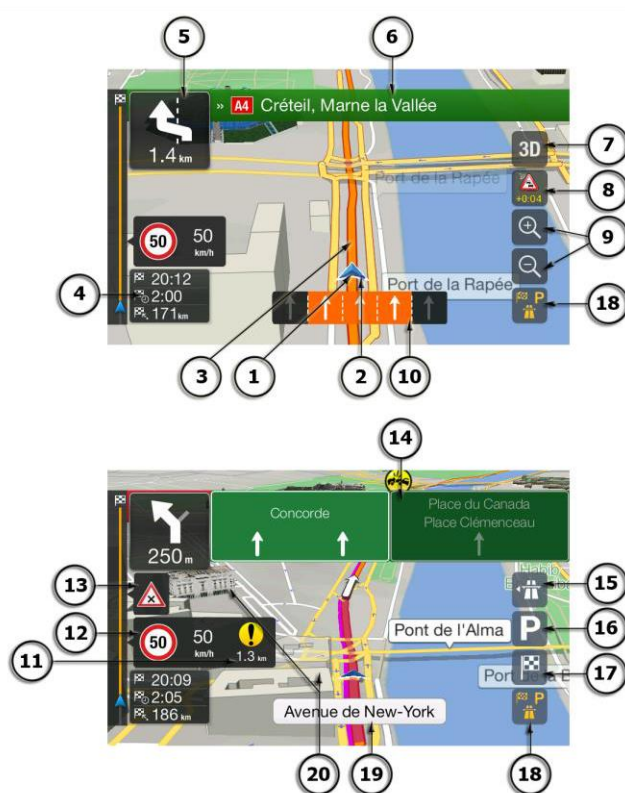 5
6
» A4 Créteil, Marne la Vallée
1.4 km
3D
7
Port de la Rapée
+0:04
8
50 50 km/h
9
Port de la Rapée
4
20:12
2:00
171 km
P
18
3
1
2
10
14
Concorde
Place du Canada
Place Clémenceau
250 m
13
15
12
50 50 km/h
! 1.3 km
P
16
Pont de l'Alma
11
17
20:09
2:05
186 km
Avenue de New-York
P
20
19
18